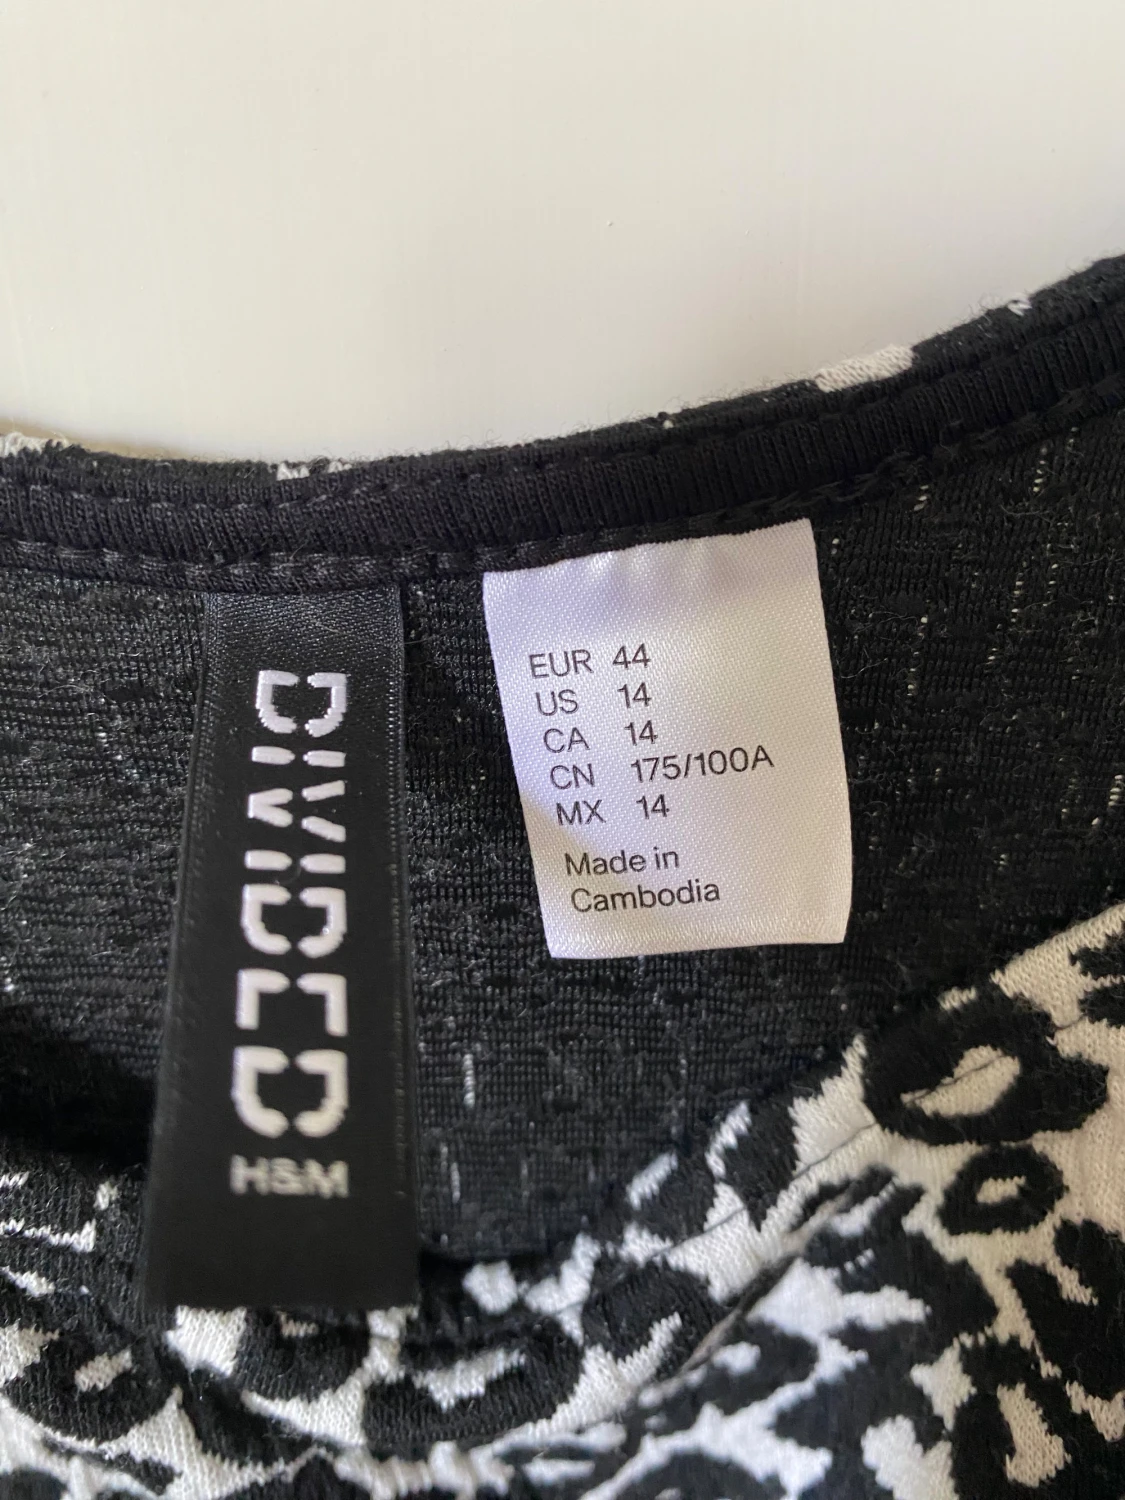 DIVIDED
H&M
EUR 44
US 14
CA 14
CN 175/100A
MX 14
Made in
Cambodia